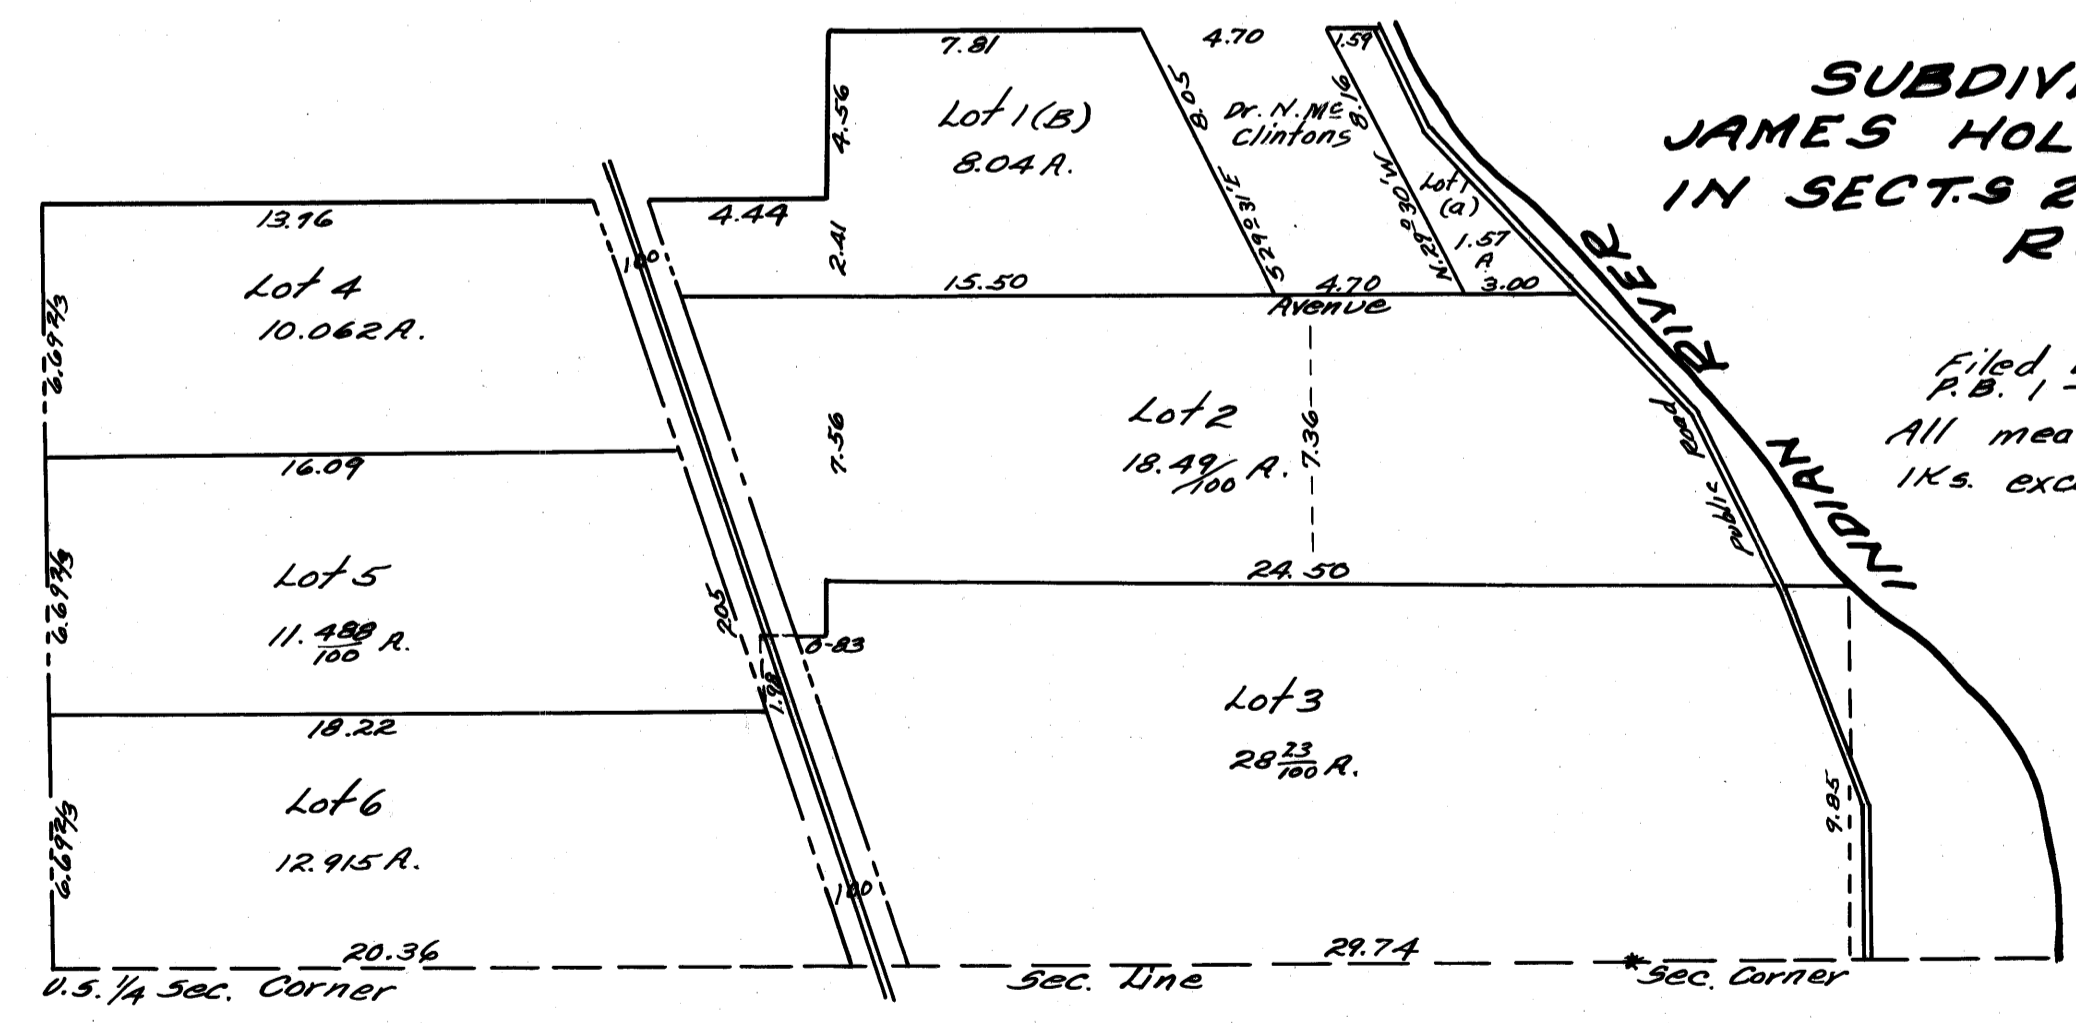 SUBDIV
JAMES HOL
IN SECT.S 2
R
Filed
P.B. 1 -
All mea
lKs. exc
7.81
4.70
1.59
4.56
Lot 1 (B)
8.04 A.
8.05
S 29° 31' E
Dr. N. Mc
Clintons
8.16
N. 29° 30' W
Lot 1
(a)
1.57
A
13.96
4.44
2.41
100
15.50
4.70
3.00
Avenue
Lot 4
10.062 A.
6.69 2/3
INDIAN RIVER
Public Road
16.09
7.56
Lot 2
18.49/100 A.
7.36
24.50
Lot 5
11. 488/100 A.
6.69 2/3
205
0-83
1.98
18.22
Lot 3
28 23/100 A.
Lot 6
12.915 A.
6.69 2/3
9.85
100
20.36
29.74
U.S. 1/4 Sec. Corner
Sec. Line
Sec. Corner